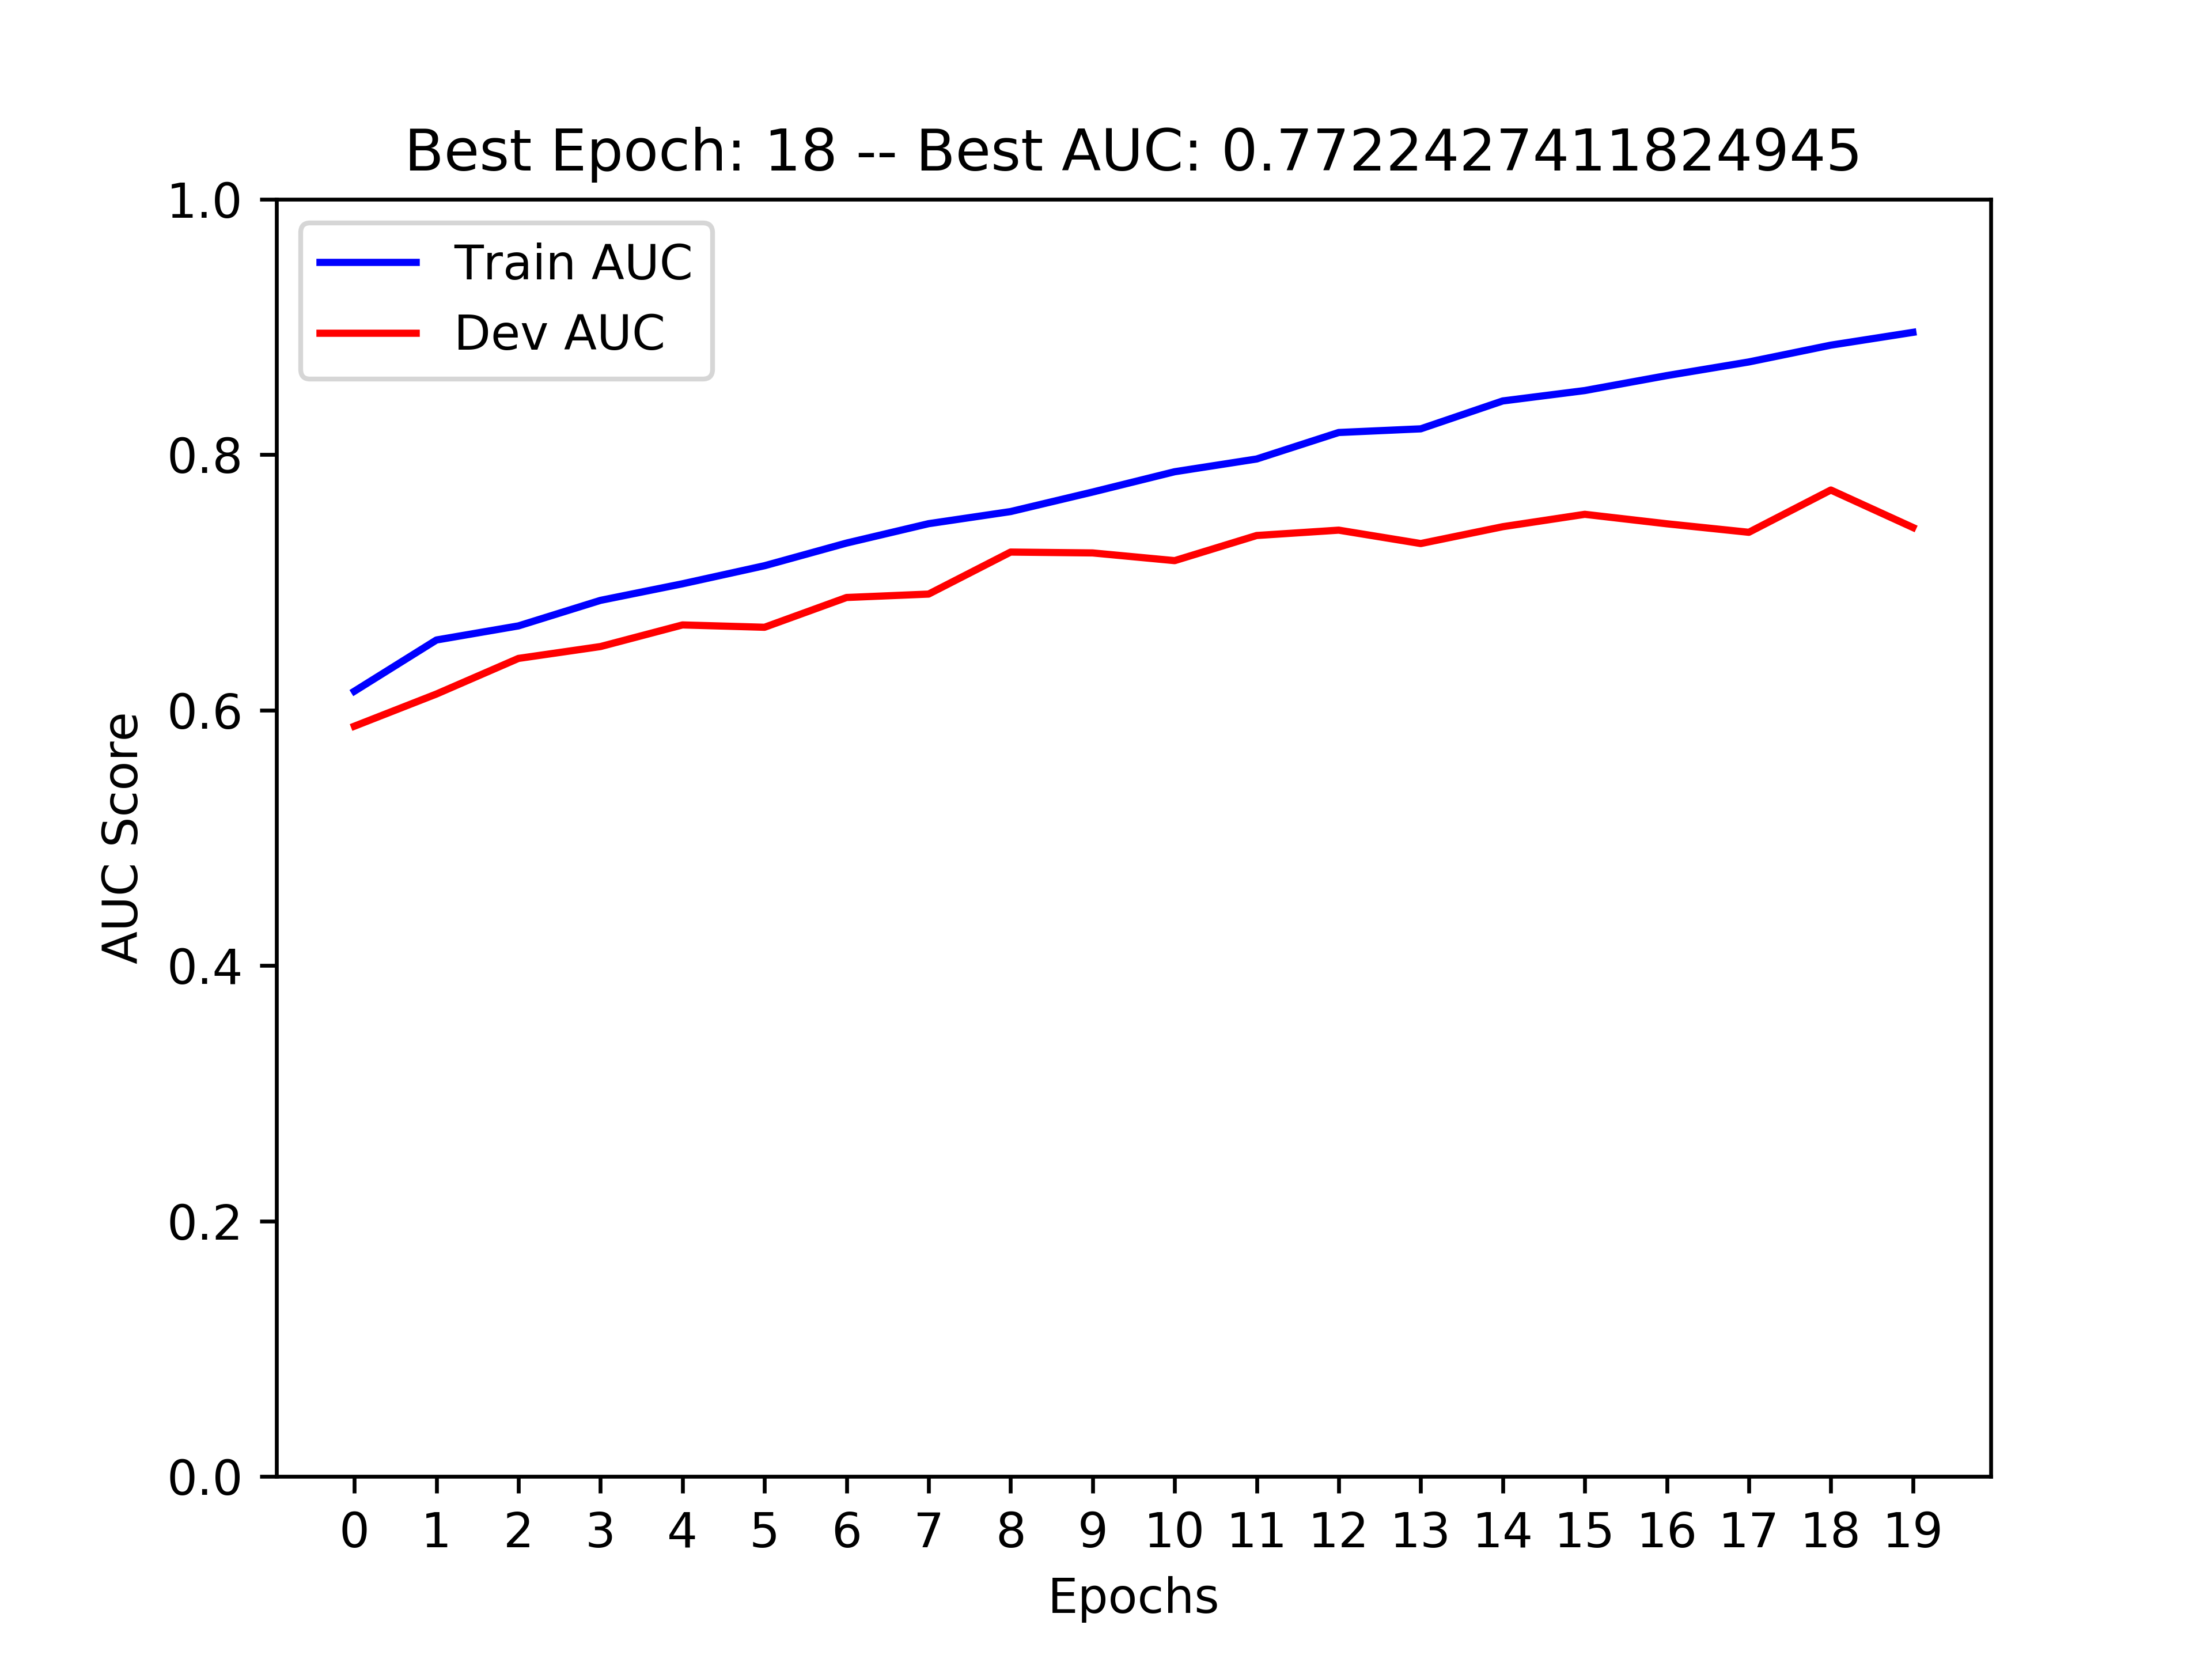 Best Epoch: 18 -- Best AUC: 0.7722427411824945
1.0
Train AUC
Dev AUC
0.8
0.6
AUC Score
0.4
0.2
0.0
0 1 2 3 4 5 6 7 8 9 10 11 12 13 14 15 16 17 18 19
Epochs